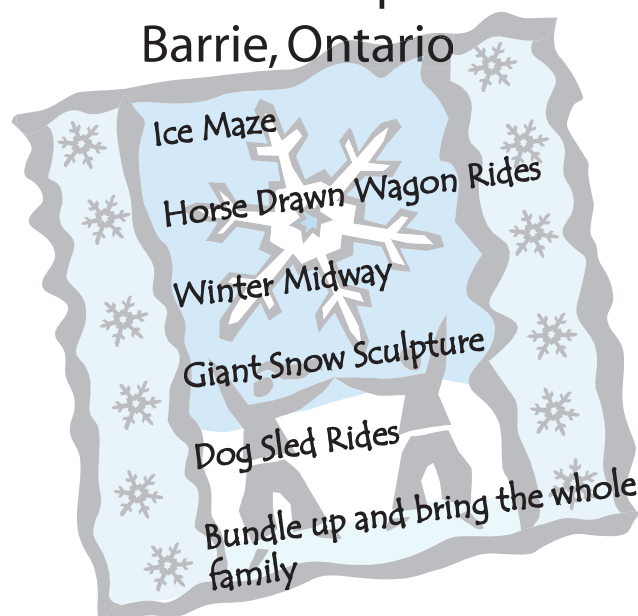 Barrie, Ontario
Ice Maze
Horse Drawn Wagon Rides
Winter Midway
Giant Snow Sculpture
Dog Sled Rides
Bundle up and bring the whole
family